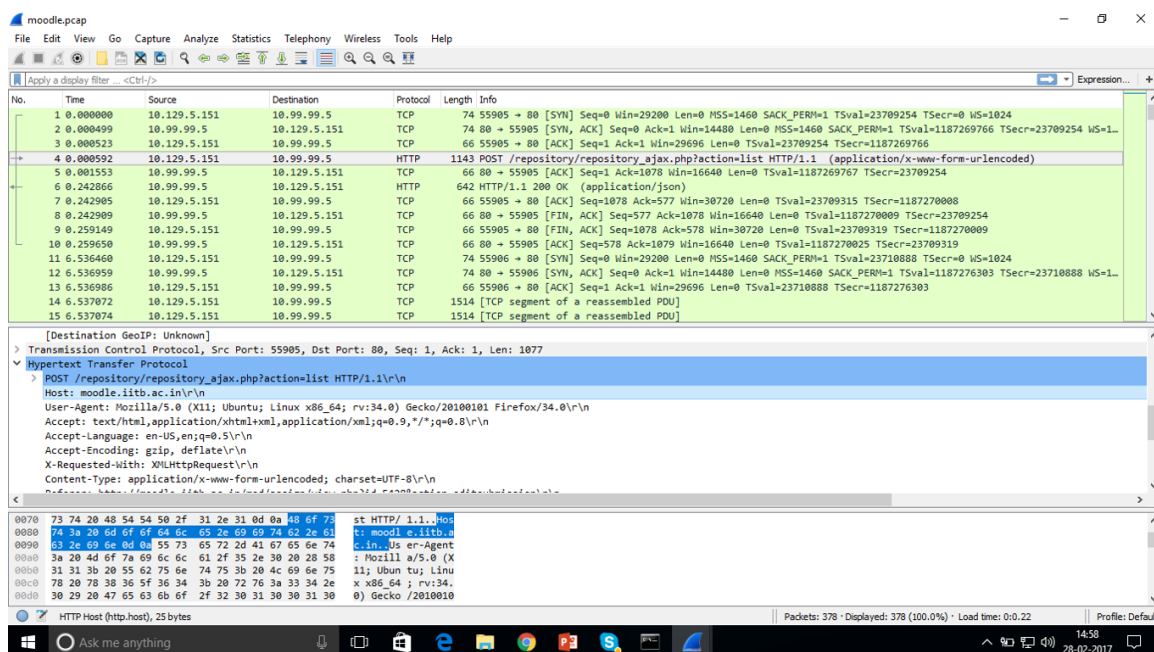 moodle.pcap
File Edit View Go Capture Analyze Statistics Telephony Wireless Tools Help
Apply a display filter ... <Ctrl-/> Expression... +
No. Time Source Destination Protocol Length Info
1 0.000000 10.129.5.151 10.99.99.5 TCP 74 55905 → 80 [SYN] Seq=0 Win=29200 Len=0 MSS=1460 SACK_PERM=1 TSval=23709254 TSecr=0 WS=1024
2 0.000499 10.99.99.5 10.129.5.151 TCP 74 80 → 55905 [SYN, ACK] Seq=0 Ack=1 Win=14480 Len=0 MSS=1460 SACK_PERM=1 TSval=1187269766 TSecr=23709254 WS=1…
3 0.000523 10.129.5.151 10.99.99.5 TCP 66 55905 → 80 [ACK] Seq=1 Ack=1 Win=29696 Len=0 TSval=23709254 TSecr=1187269766
4 0.000592 10.129.5.151 10.99.99.5 HTTP 1143 POST /repository/repository_ajax.php?action=list HTTP/1.1 (application/x-www-form-urlencoded)
5 0.001553 10.99.99.5 10.129.5.151 TCP 66 80 → 55905 [ACK] Seq=1 Ack=1078 Win=16640 Len=0 TSval=1187269767 TSecr=23709254
6 0.242866 10.99.99.5 10.129.5.151 HTTP 642 HTTP/1.1 200 OK (application/json)
7 0.242905 10.129.5.151 10.99.99.5 TCP 66 55905 → 80 [ACK] Seq=1078 Ack=577 Win=30720 Len=0 TSval=23709315 TSecr=1187270008
8 0.242909 10.99.99.5 10.129.5.151 TCP 66 80 → 55905 [FIN, ACK] Seq=577 Ack=1078 Win=16640 Len=0 TSval=1187270009 TSecr=23709254
9 0.259149 10.129.5.151 10.99.99.5 TCP 66 55905 → 80 [FIN, ACK] Seq=1078 Ack=578 Win=30720 Len=0 TSval=23709319 TSecr=1187270009
10 0.259650 10.99.99.5 10.129.5.151 TCP 66 80 → 55905 [ACK] Seq=578 Ack=1079 Win=16640 Len=0 TSval=1187270025 TSecr=23709319
11 6.536460 10.129.5.151 10.99.99.5 TCP 74 55906 → 80 [SYN] Seq=0 Win=29200 Len=0 MSS=1460 SACK_PERM=1 TSval=23710888 TSecr=0 WS=1024
12 6.536959 10.99.99.5 10.129.5.151 TCP 74 80 → 55906 [SYN, ACK] Seq=0 Ack=1 Win=14480 Len=0 MSS=1460 SACK_PERM=1 TSval=1187276303 TSecr=23710888 WS=1…
13 6.536986 10.129.5.151 10.99.99.5 TCP 66 55906 → 80 [ACK] Seq=1 Ack=1 Win=29696 Len=0 TSval=23710888 TSecr=1187276303
14 6.537072 10.129.5.151 10.99.99.5 TCP 1514 [TCP segment of a reassembled PDU]
15 6.537074 10.129.5.151 10.99.99.5 TCP 1514 [TCP segment of a reassembled PDU]
[Destination GeoIP: Unknown]
Transmission Control Protocol, Src Port: 55905, Dst Port: 80, Seq: 1, Ack: 1, Len: 1077
Hypertext Transfer Protocol
POST /repository/repository_ajax.php?action=list HTTP/1.1\r\n
Host: moodle.iitb.ac.in\r\n
User-Agent: Mozilla/5.0 (X11; Ubuntu; Linux x86_64; rv:34.0) Gecko/20100101 Firefox/34.0\r\n
Accept: text/html,application/xhtml+xml,application/xml;q=0.9,*/*;q=0.8\r\n
Accept-Language: en-US,en;q=0.5\r\n
Accept-Encoding: gzip, deflate\r\n
X-Requested-With: XMLHttpRequest\r\n
Content-Type: application/x-www-form-urlencoded; charset=UTF-8\r\n
0070 73 74 20 48 54 54 50 2f 31 2e 31 0d 0a 48 6f 73 st HTTP/ 1.1..Hos
0080 74 3a 20 6d 6f 6f 64 6c 65 2e 69 69 74 62 2e 61 t: moodl e.iitb.a
0090 63 2e 69 6e 0d 0a 55 73 65 72 2d 41 67 65 6e 74 c.in..Us er-Agent
00a0 3a 20 4d 6f 7a 69 6c 6c 61 2f 35 2e 30 20 28 58 : Mozill a/5.0 (X
00b0 31 31 3b 20 55 62 75 6e 74 75 3b 20 4c 69 6e 75 11; Ubun tu; Linu
00c0 78 20 78 38 36 5f 36 34 3b 20 72 76 3a 33 34 2e x x86_64 ; rv:34.
00d0 30 29 20 47 65 63 6b 6f 2f 32 30 31 30 30 31 30 0) Gecko /2010010
HTTP Host (http.host), 25 bytes Packets: 378 · Displayed: 378 (100.0%) · Load time: 0:0.22 Profile: Defaul
Ask me anything 14:58
28-02-2017